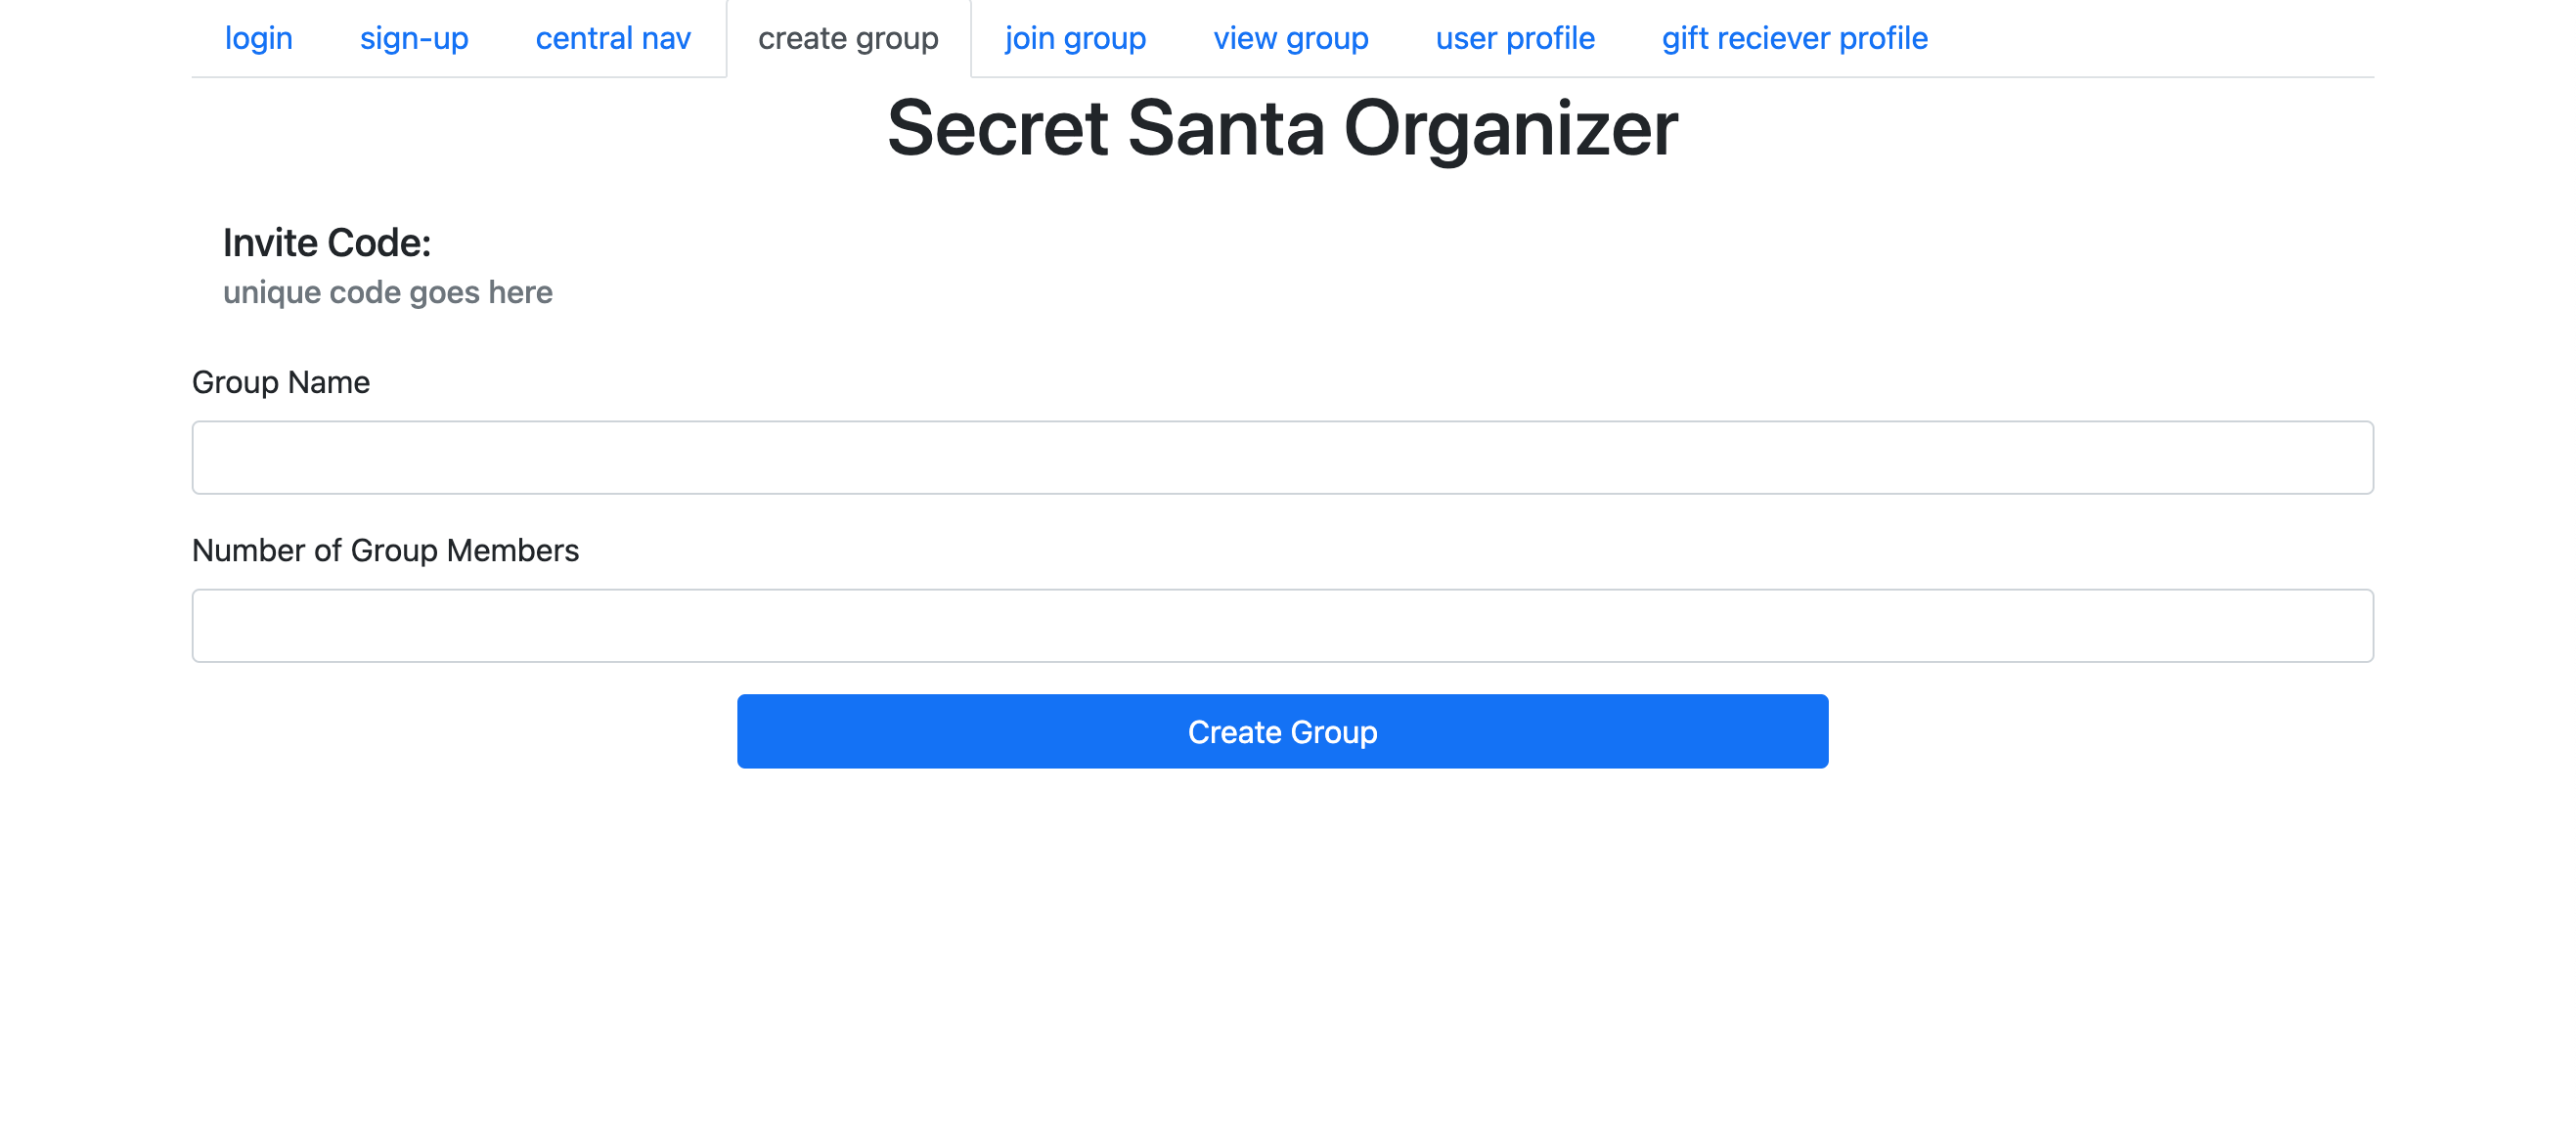 login sign-up central nav create group join group view group user profile gift reciever profile
Secret Santa Organizer
Invite Code:
unique code goes here
Group Name
Number of Group Members
Create Group